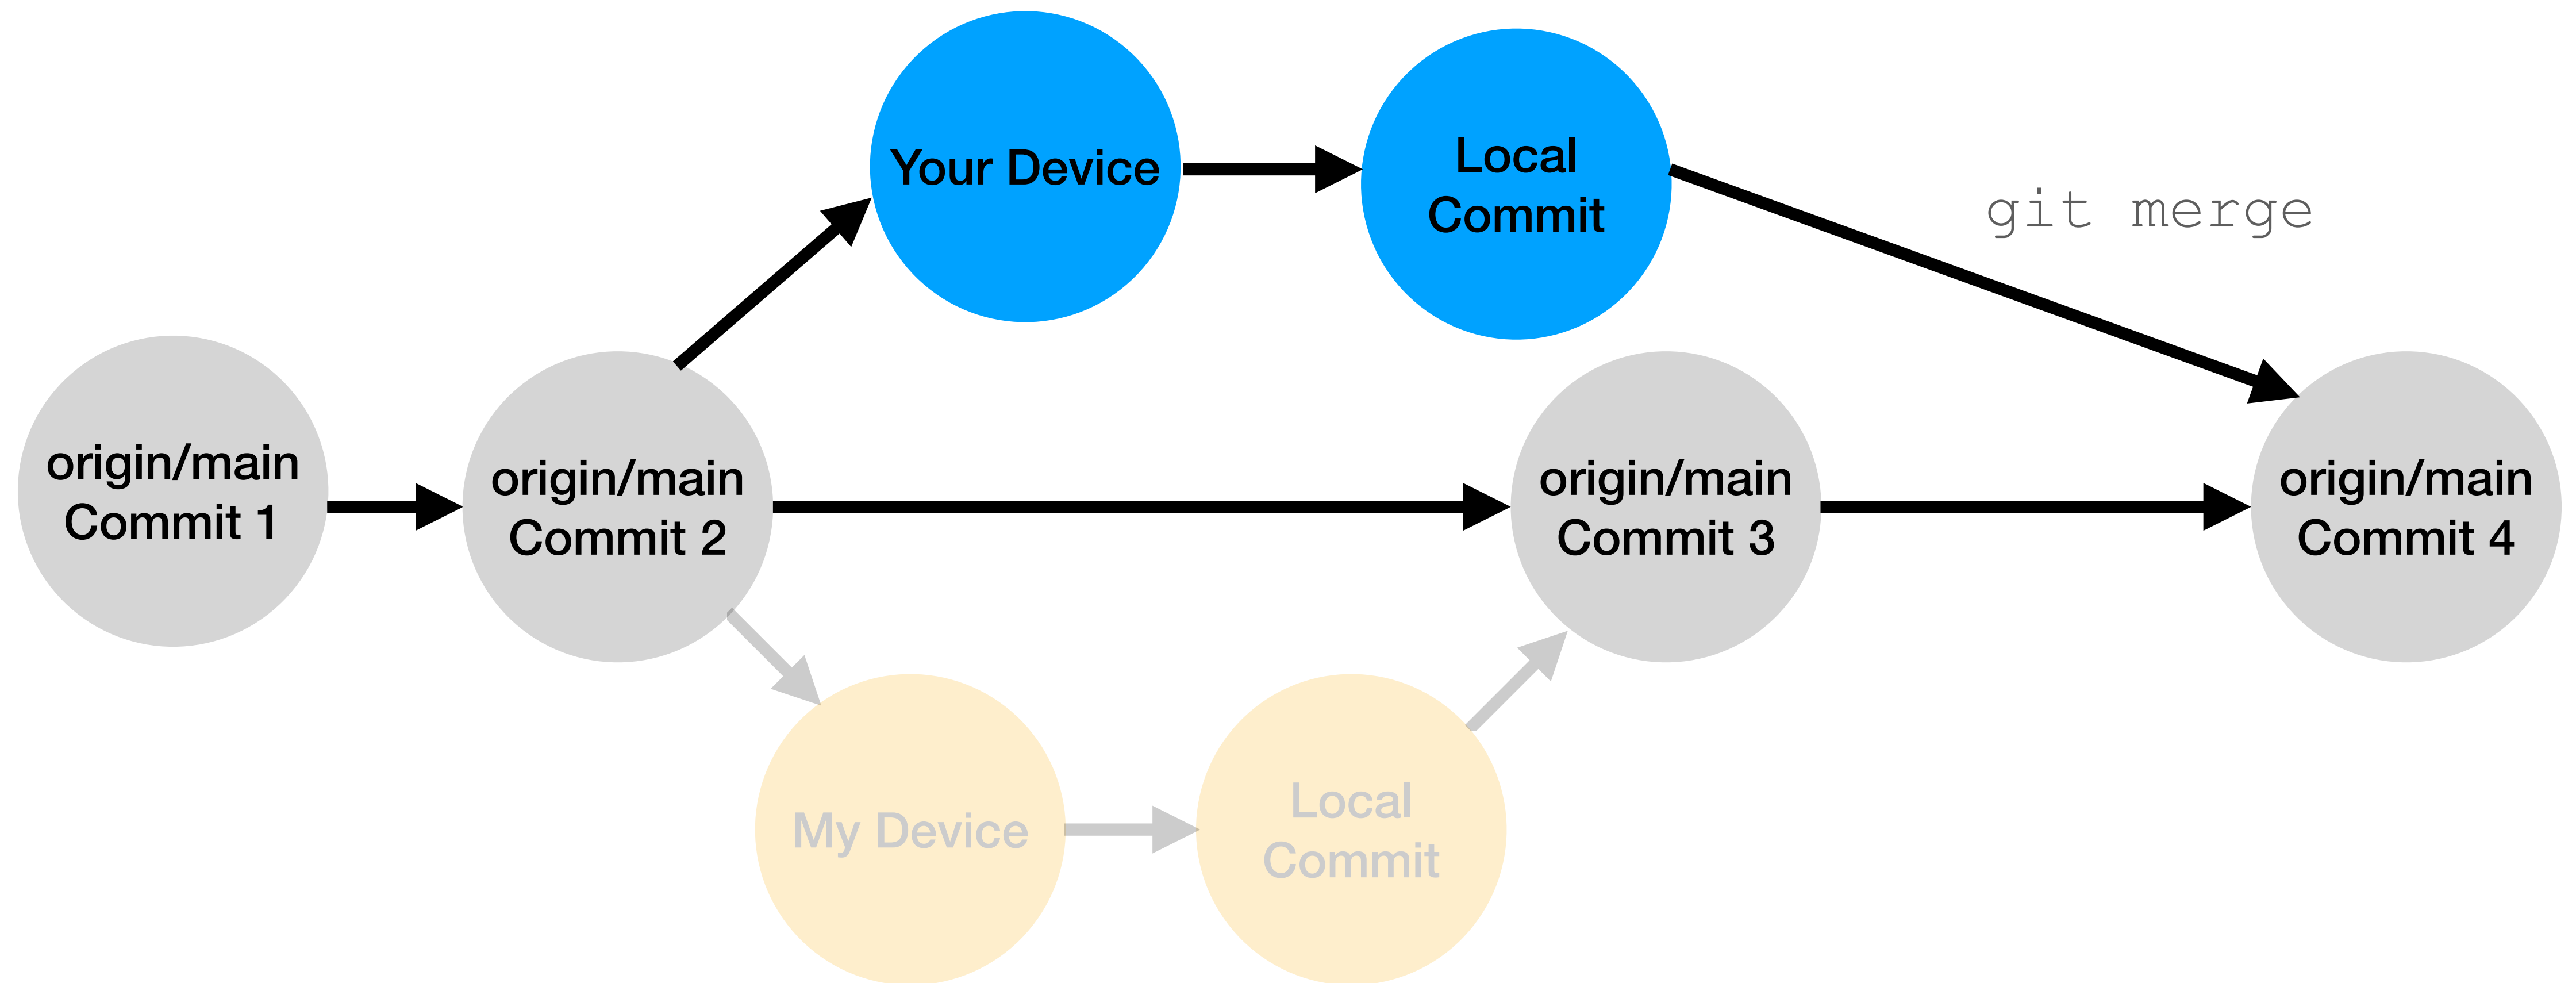 Your Device
Local
Commit
git merge
origin/main
Commit 1
origin/main
Commit 2
origin/main
Commit 3
origin/main
Commit 4
My Device
Local
Commit